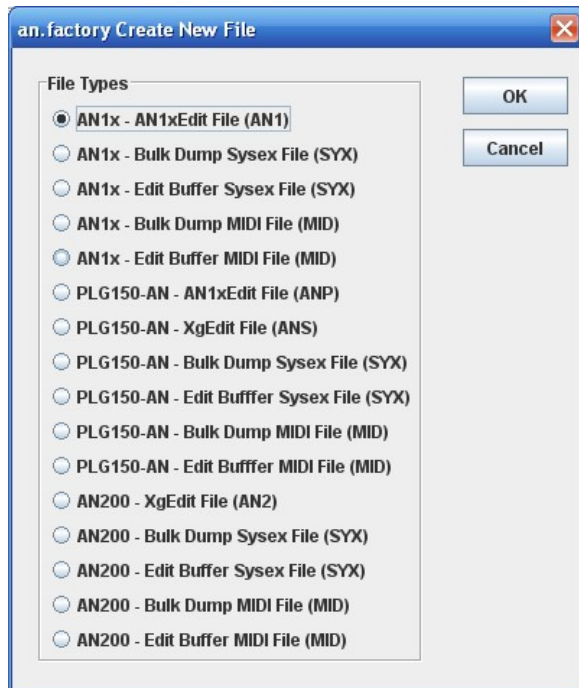 an.factory Create New File
File Types
AN1x - AN1xEdit File (AN1)
AN1x - Bulk Dump Sysex File (SYX)
AN1x - Edit Buffer Sysex File (SYX)
AN1x - Bulk Dump MIDI File (MID)
AN1x - Edit Buffer MIDI File (MID)
PLG150-AN - AN1xEdit File (ANP)
PLG150-AN - XgEdit File (ANS)
PLG150-AN - Bulk Dump Sysex File (SYX)
PLG150-AN - Edit Bufffer Sysex File (SYX)
PLG150-AN - Bulk Dump MIDI File (MID)
PLG150-AN - Edit Bufffer MIDI File (MID)
AN200 - XgEdit File (AN2)
AN200 - Bulk Dump Sysex File (SYX)
AN200 - Edit Buffer Sysex File (SYX)
AN200 - Bulk Dump MIDI File (MID)
AN200 - Edit Buffer MIDI File (MID)
OK
Cancel